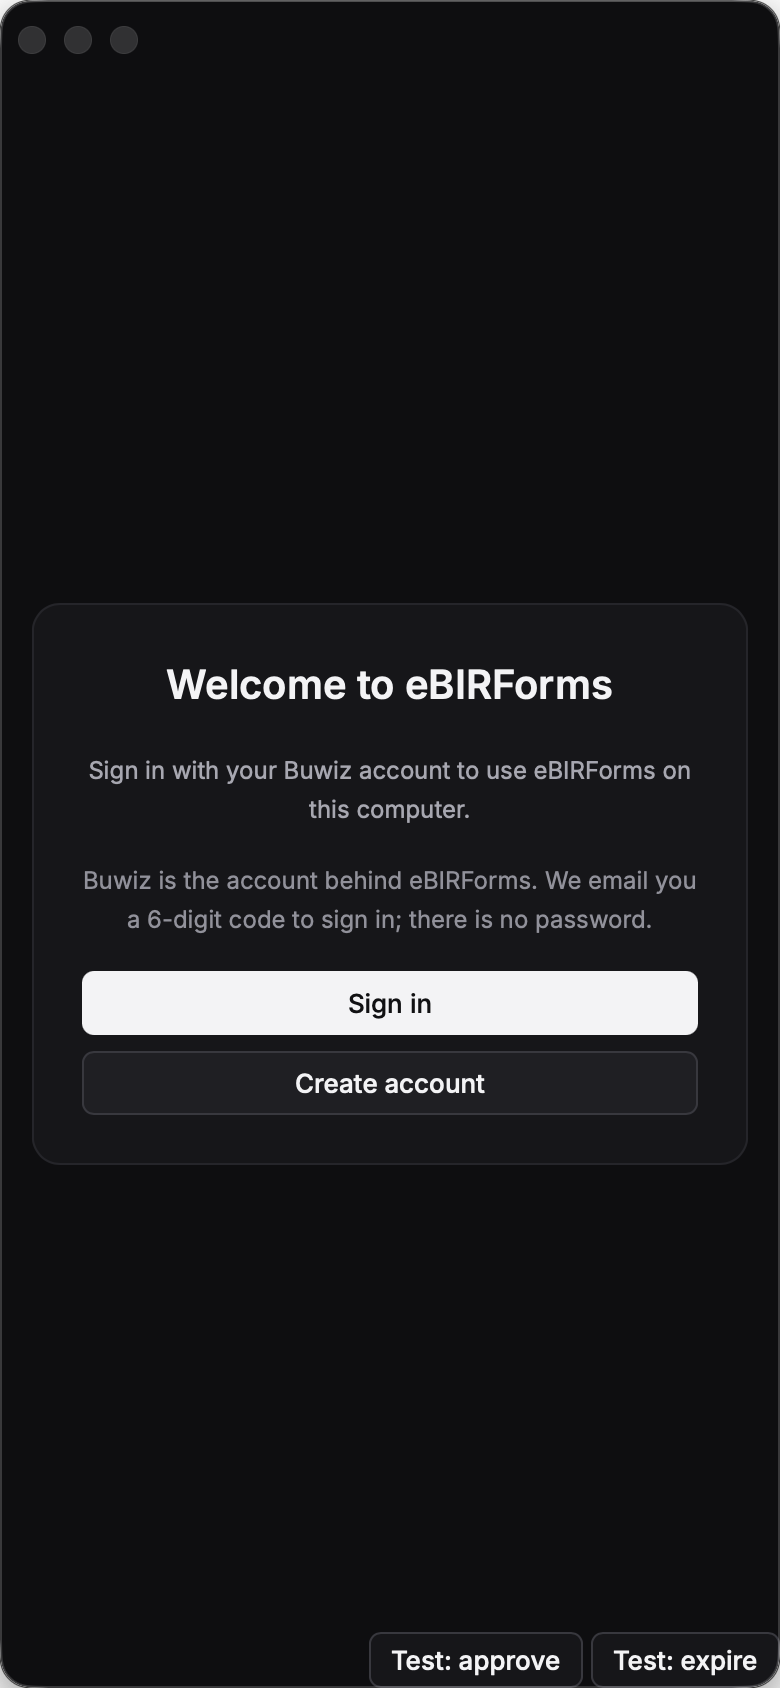 Welcome to eBIRForms
Sign in with your Buwiz account to use eBIRForms on
this computer.
Buwiz is the account behind eBIRForms. We email you
a 6-digit code to sign in; there is no password.
Sign in
Create account
Test: approve
Test: expire